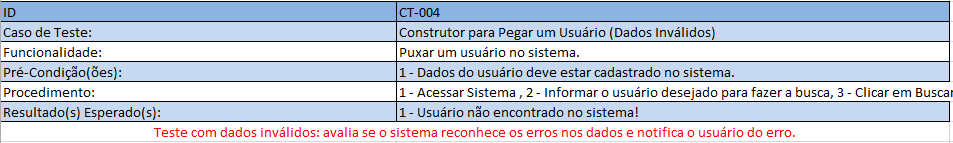 ID CT-004
Caso de Teste: Construtor para Pegar um Usuário (Dados Inválidos)
Funcionalidade: Puxar um usuário no sistema.
Pré-Condição(ões): 1 - Dados do usuário deve estar cadastrado no sistema.
Procedimento: 1 - Acessar Sistema , 2 - Informar o usuário desejado para fazer a busca, 3 - Clicar em Buscar
Resultado(s) Esperado(s): 1 - Usuário não encontrado no sistema!
Teste com dados inválidos: avalia se o sistema reconhece os erros nos dados e notifica o usuário do erro.